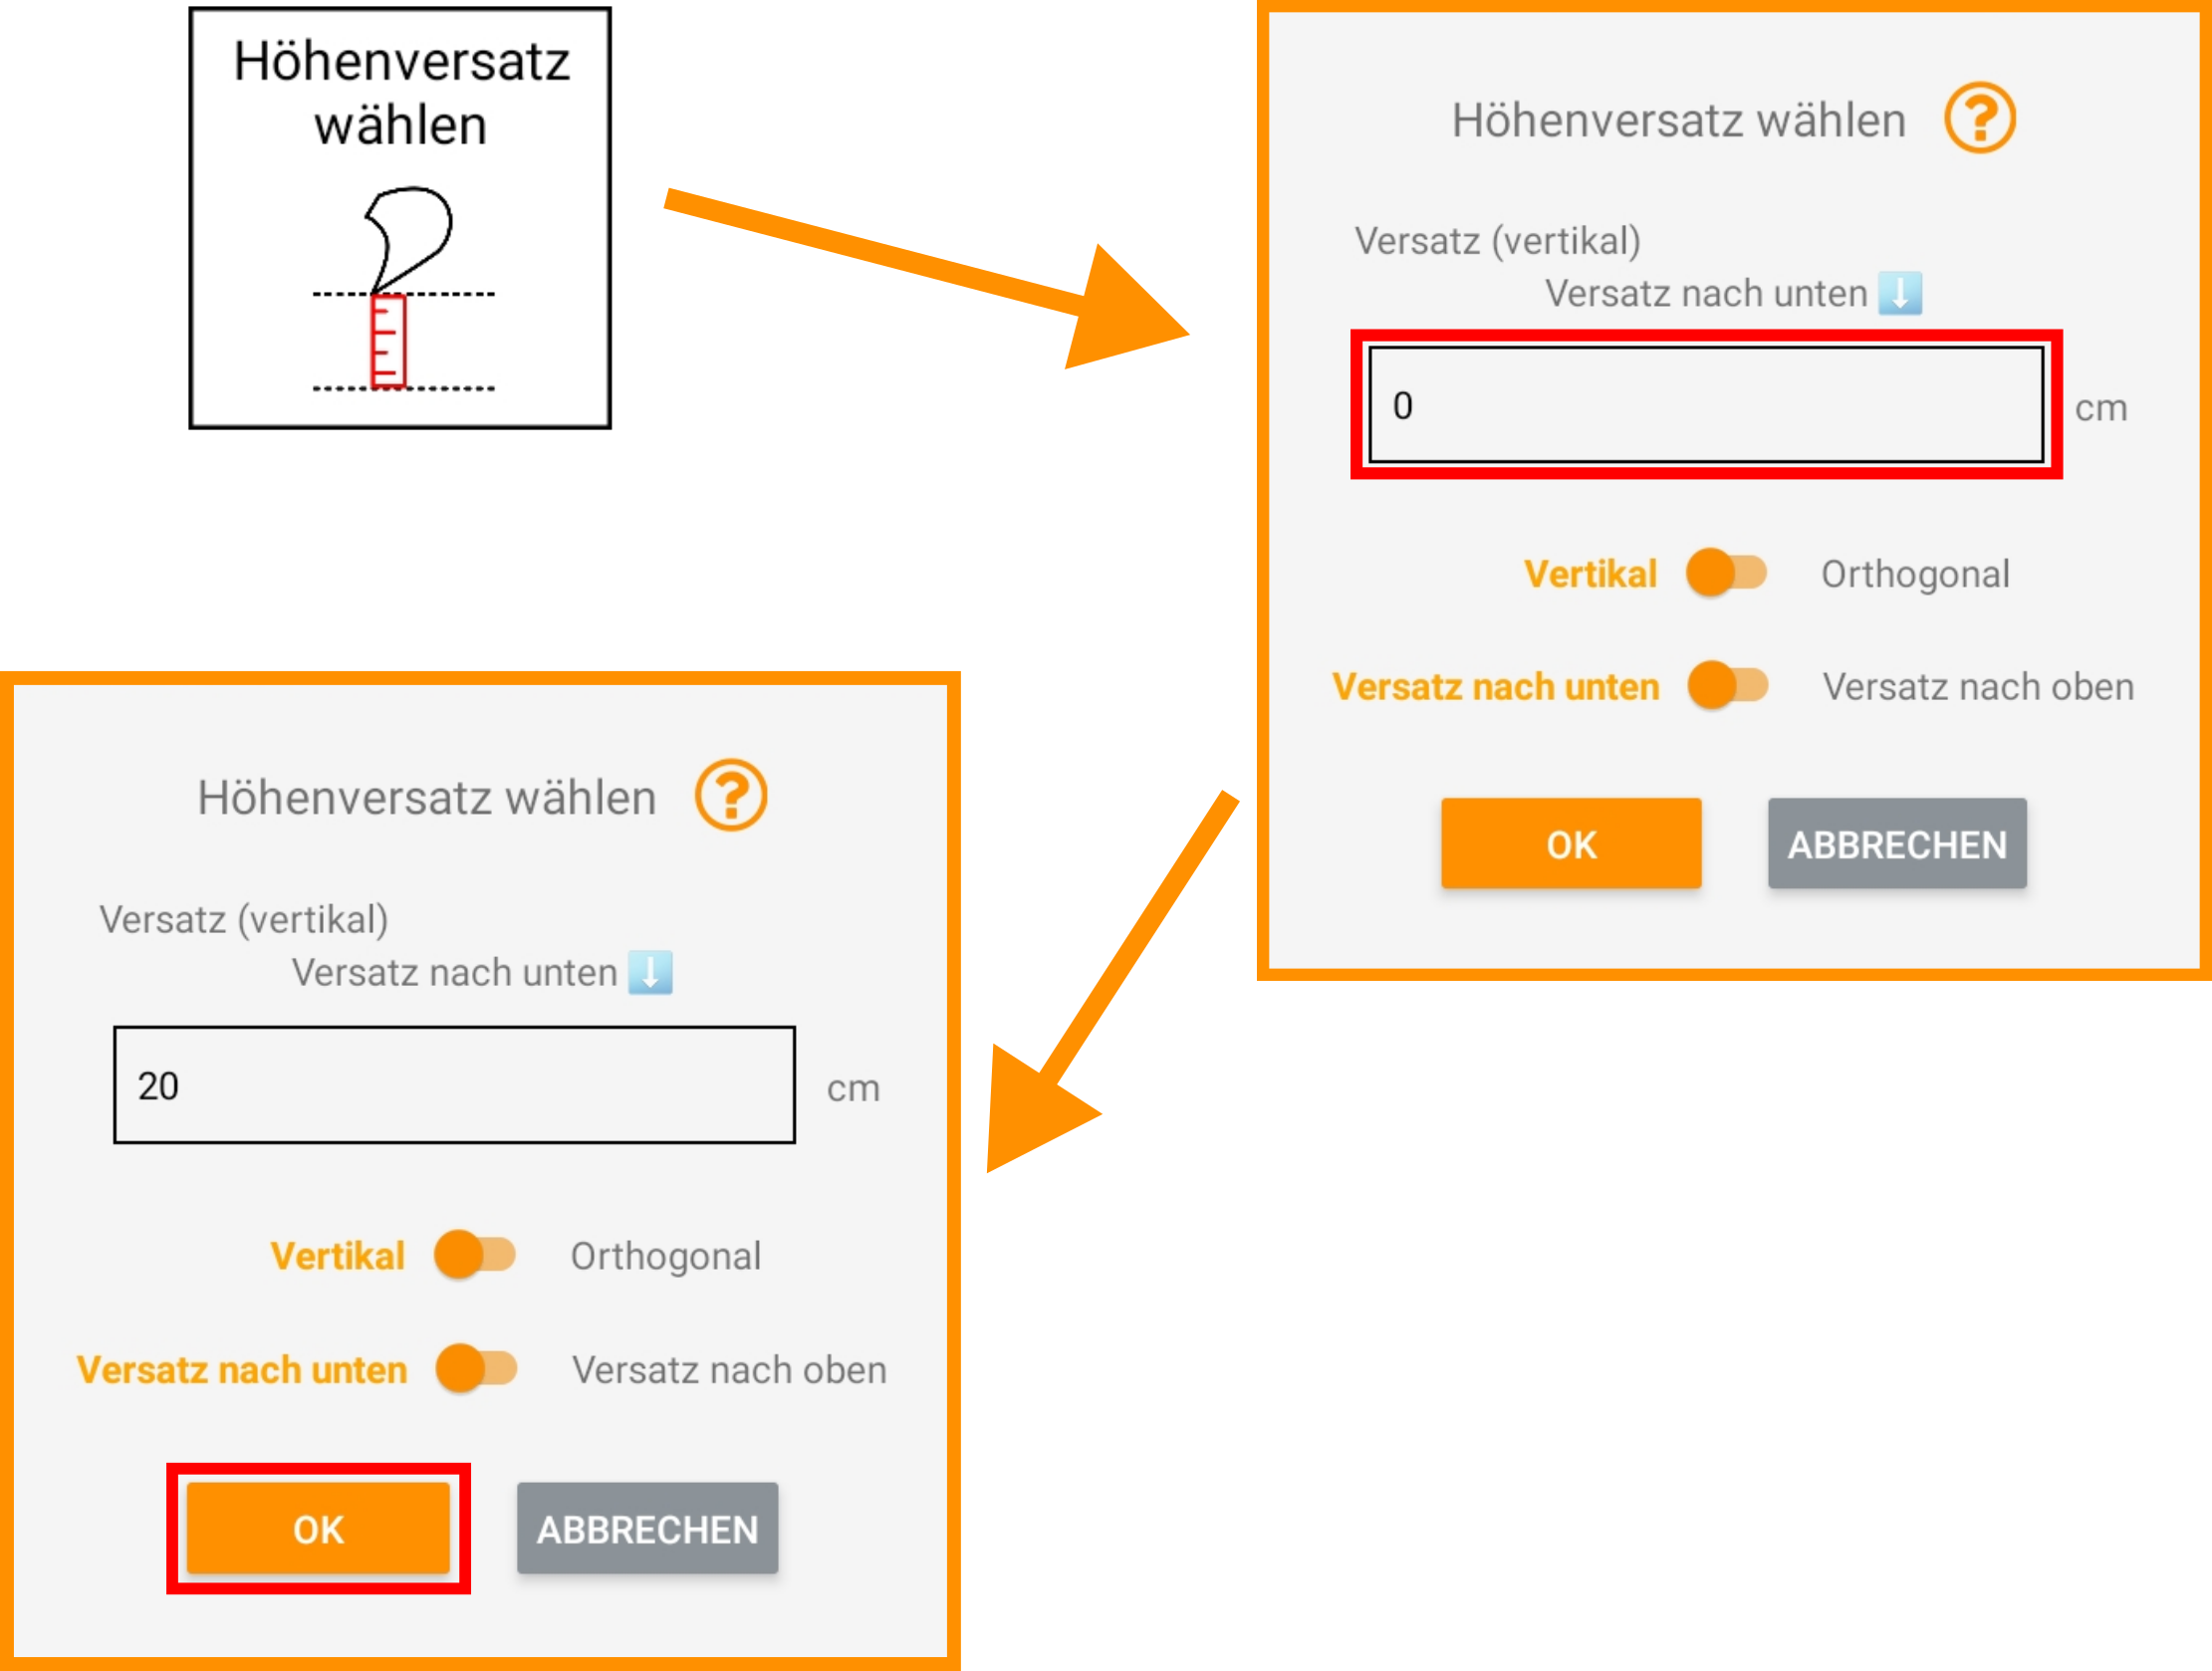 Höhenversatz
wählen
Höhenversatz wählen
Versatz (vertikal)
Versatz nach unten ⬇️
0
cm
Vertikal Orthogonal
Versatz nach unten Versatz nach oben
OK ABBRECHEN
Höhenversatz wählen
Versatz (vertikal)
Versatz nach unten ⬇️
20
cm
Vertikal Orthogonal
Versatz nach unten Versatz nach oben
OK ABBRECHEN